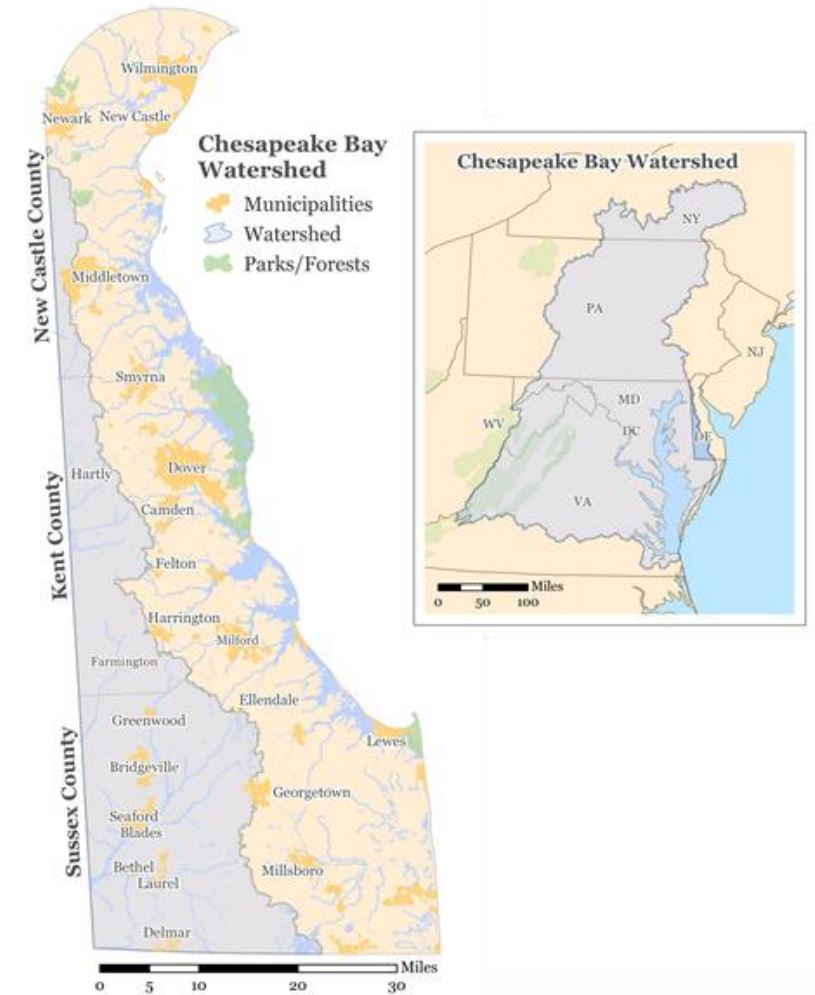 Wilmington
Newark
New Castle
Chesapeake Bay
Watershed
Municipalities
Watershed
Parks/Forests
New Castle County
Middletown
Smyrna
Kent County
Hartly
Dover
Camden
Felton
Harrington
Milford
Farmington
Sussex County
Ellendale
Greenwood
Lewes
Bridgeville
Georgetown
Seaford
Blades
Bethel
Laurel
Millsboro
Delmar
Miles
0 5 10 20 30
Chesapeake Bay Watershed
NY
PA
NJ
MD
WV
DC
DE
VA
Miles
0 50 100